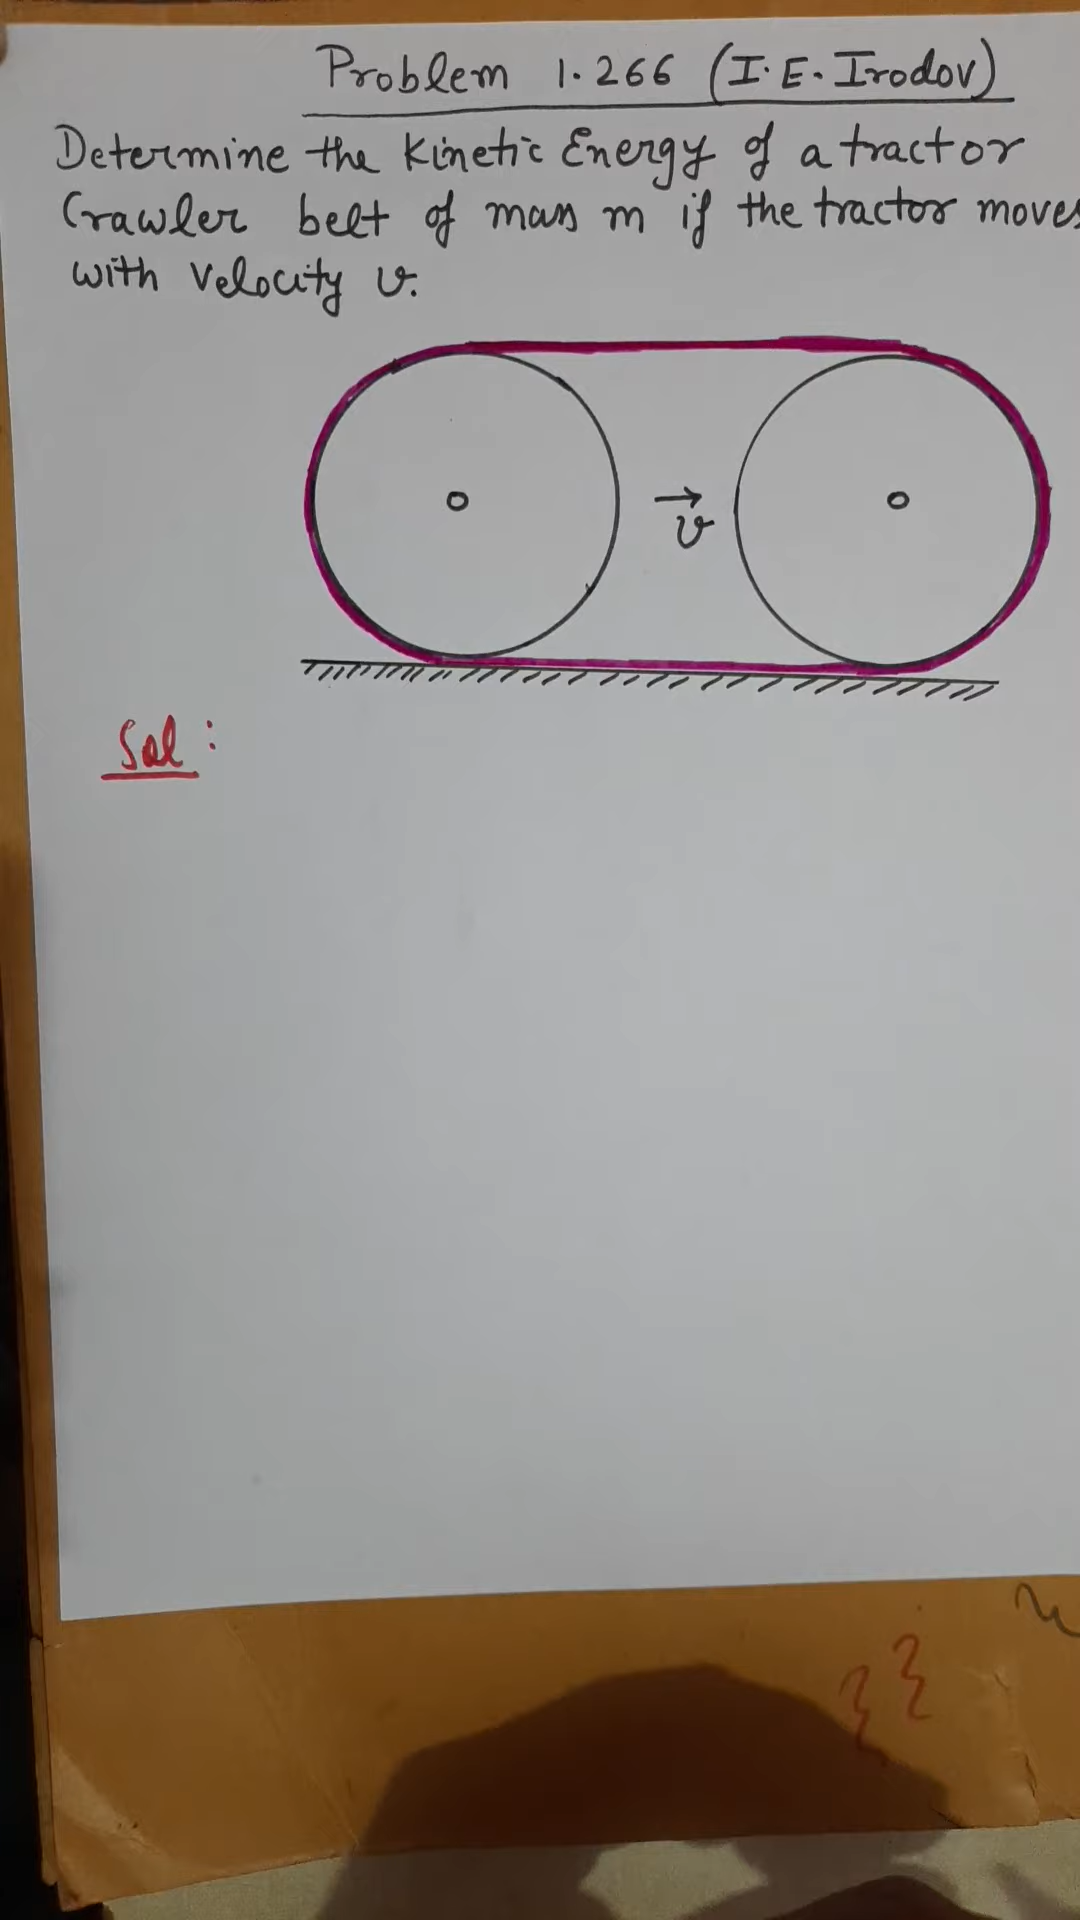 Problem 1.266 (I.E. Irodov)
Determine the Kinetic Energy of a tractor
Crawler belt of mass m if the tractor moves
with Velocity v.
v
Sol :